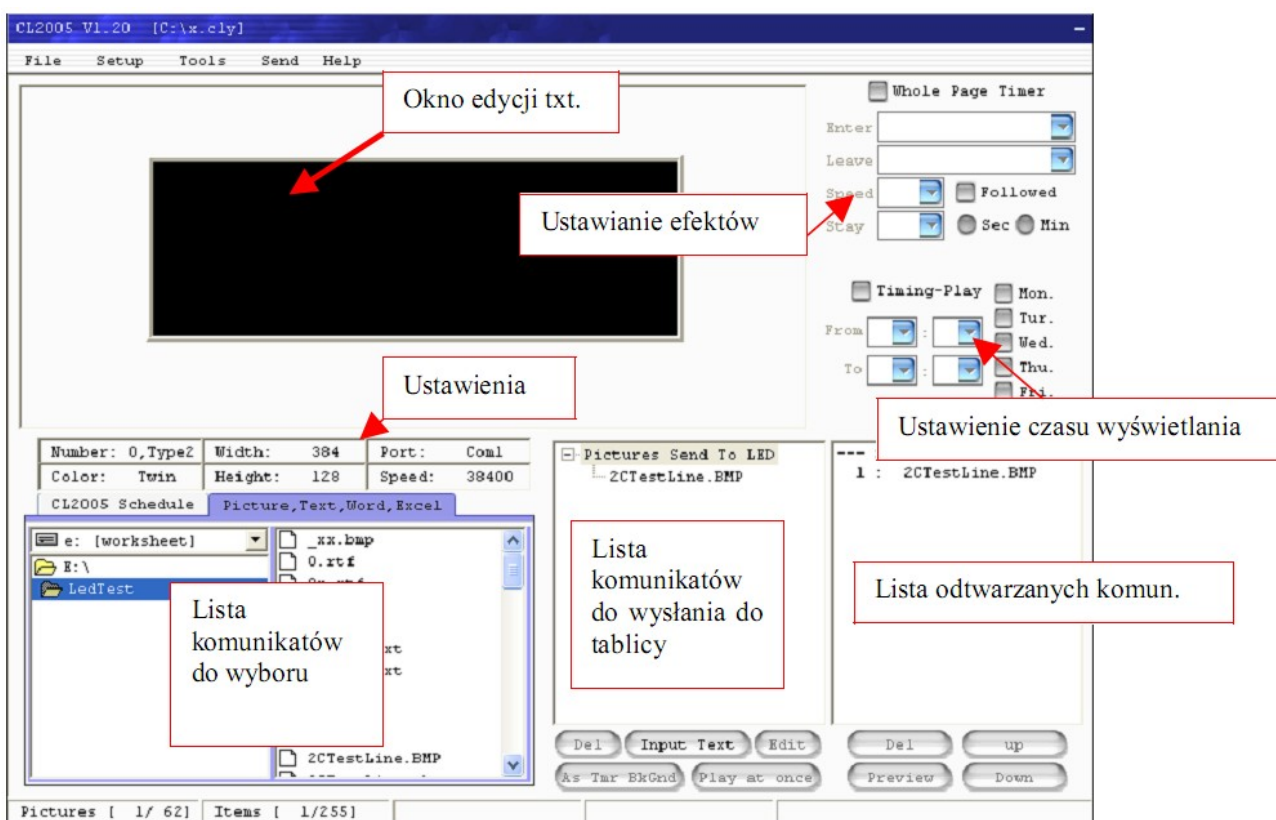 CL2005 V1.20 [C:\x.cly]
File Setup Tools Send Help
Okno edycji txt.
Whole Page Timer
Enter
Leave
Speed
Followed
Ustawianie efektów
Stay
Sec
Min
Timing-Play
Mon.
Tur.
From
:
Wed.
To
:
Thu.
Fri.
Ustawienia
Ustawienie czasu wyświetlania
Number: 0,Type2 Width: 384 Port: Com1
Color: Twin Height: 128 Speed: 38400
CL2005 Schedule Picture,Text,Word,Excel
e: [worksheet]
E:\
LedTest
_xx.bmp
0.rtf
xt
xt
2CTestLine.BMP
Lista
komunikatów
do wyboru
Pictures Send To LED
2CTestLine.BMP
Lista
komunikatów
do wysłania do
tablicy
---
1 : 2CTestLine.BMP
Lista odtwarzanych komun.
Del Input Text Edit
As Tmr BkGnd Play at once
Del up
Preview Down
Pictures [ 1/ 62] Items [ 1/255]